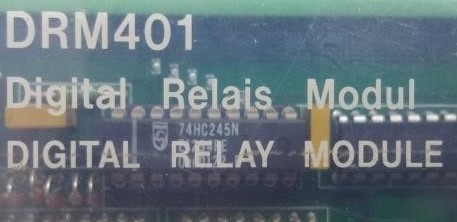 DRM401
Digital Relais Modul
74HC245N
DIGITAL RELAY MODULE